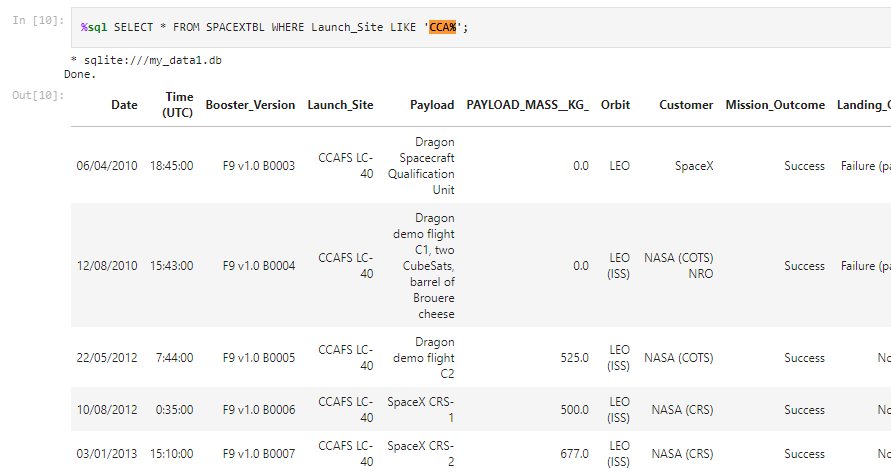 In [10]: %sql SELECT * FROM SPACEXTBL WHERE Launch_Site LIKE 'CCA%';
* sqlite:///my_data1.db
Done.
Out[10]:
Date Time (UTC) Booster_Version Launch_Site Payload PAYLOAD_MASS__KG_ Orbit Customer Mission_Outcome Landing_
06/04/2010 18:45:00 F9 v1.0 B0003 CCAFS LC-40 Dragon Spacecraft Qualification Unit 0.0 LEO SpaceX Success Failure (pa
12/08/2010 15:43:00 F9 v1.0 B0004 CCAFS LC-40 Dragon demo flight C1, two CubeSats, barrel of Brouere cheese 0.0 LEO (ISS) NASA (COTS) NRO Success Failure (pa
22/05/2012 7:44:00 F9 v1.0 B0005 CCAFS LC-40 Dragon demo flight C2 525.0 LEO (ISS) NASA (COTS) Success No
10/08/2012 0:35:00 F9 v1.0 B0006 CCAFS LC-40 SpaceX CRS-1 500.0 LEO (ISS) NASA (CRS) Success No
03/01/2013 15:10:00 F9 v1.0 B0007 CCAFS LC-40 SpaceX CRS-2 677.0 LEO (ISS) NASA (CRS) Success No